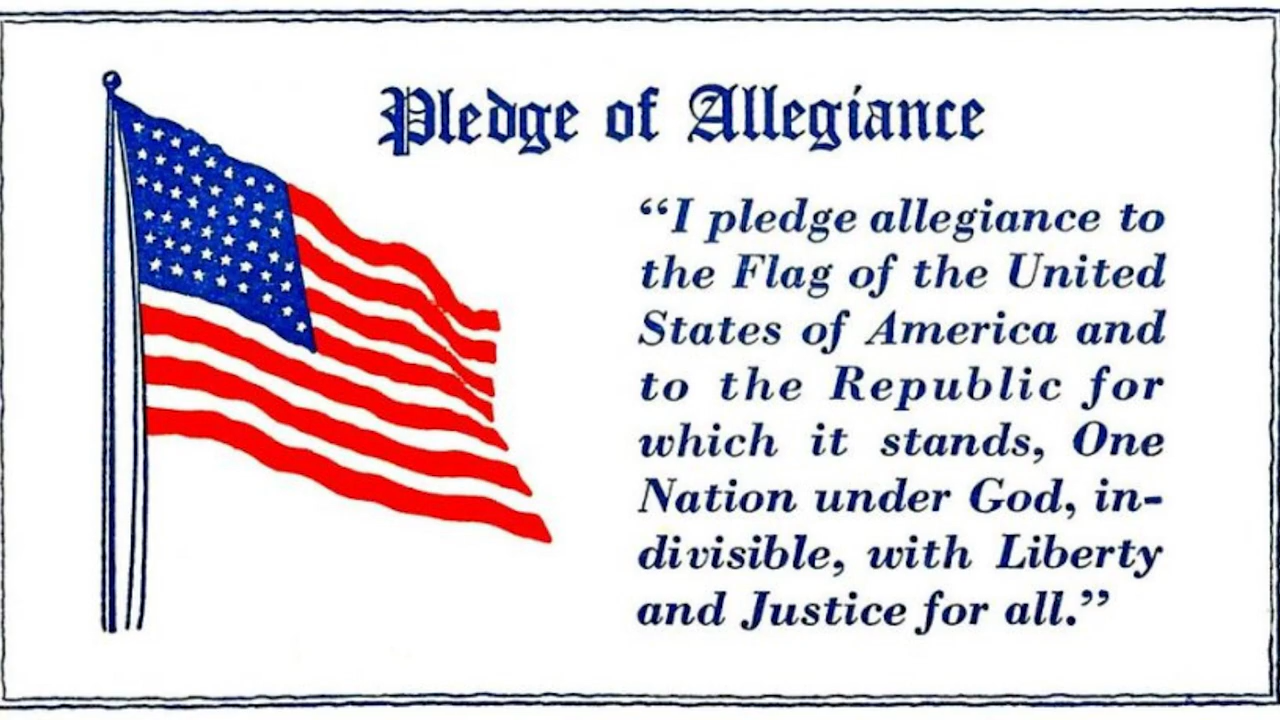 Pledge of Allegiance
“I pledge allegiance to
the Flag of the United
States of America and
to the Republic for
which it stands, One
Nation under God, in-
divisible, with Liberty
and Justice for all.”